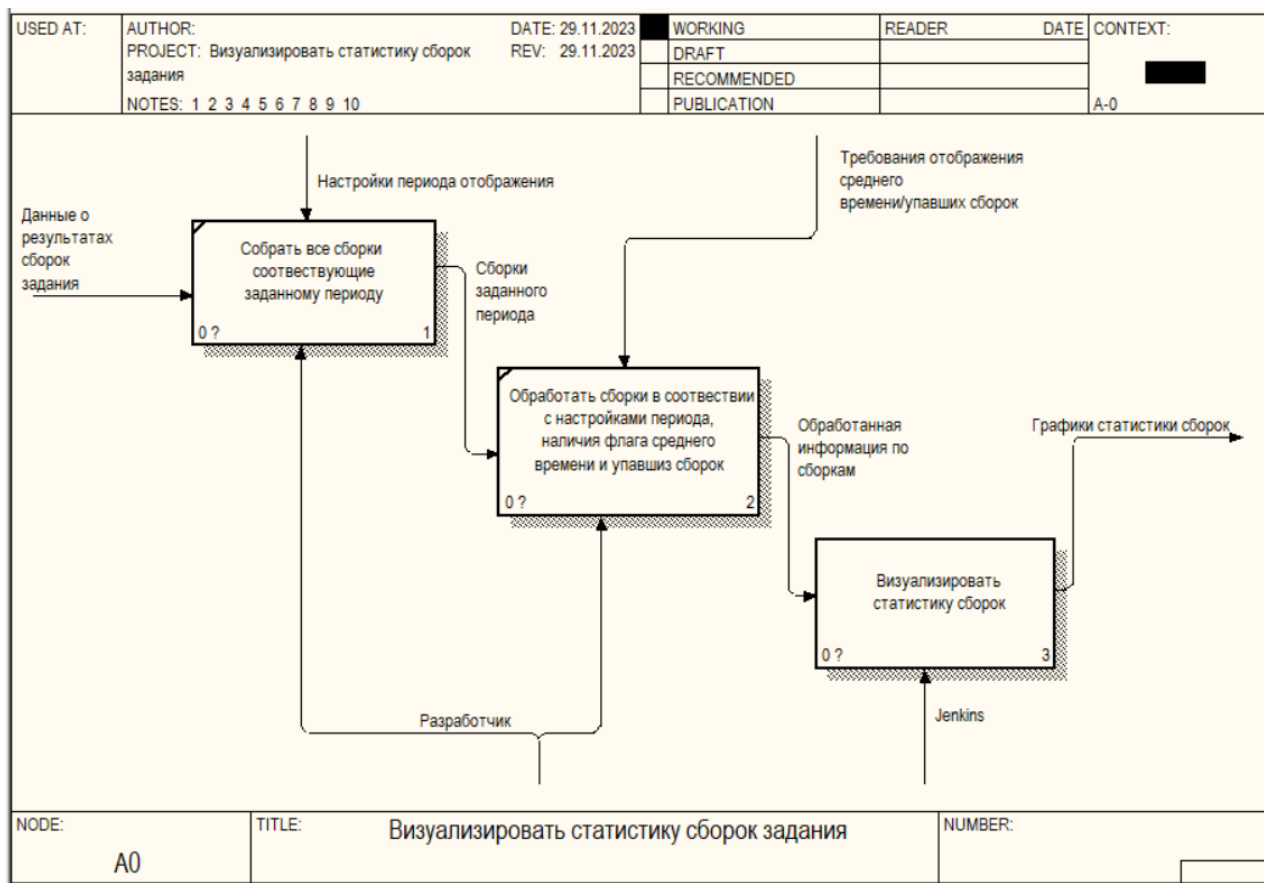 USED AT:
AUTHOR:
DATE: 29.11.2023
PROJECT: Визуализировать статистику сборок
задания
REV: 29.11.2023
NOTES: 1 2 3 4 5 6 7 8 9 10
WORKING
DRAFT
RECOMMENDED
PUBLICATION
READER
DATE
CONTEXT:
A-0
Настройки периода отображения
Требования отображения
среднего
времени/упавших сборок
Данные о
результатах
сборок
задания
Собрать все сборки
соотвествующие
заданному периоду
0 ?
1
Сборки
заданного
периода
Обработать сборки в соотвествии
с настройками периода,
наличия флага среднего
времени и упавшиз сборок
0 ?
2
Обработанная
информация по
сборкам
Графики статистики сборок
Визуализировать
статистику сборок
0 ?
3
Разработчик
Jenkins
NODE:
A0
TITLE:
Визуализировать статистику сборок задания
NUMBER: